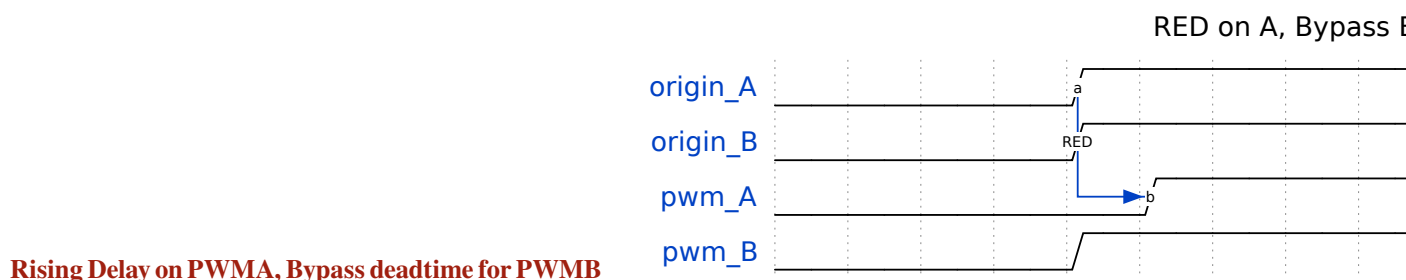 RED on A, Bypass
origin_A
a
origin_B
RED
pwm_A
b
pwm_B
Rising Delay on PWMA, Bypass deadtime for PWMB